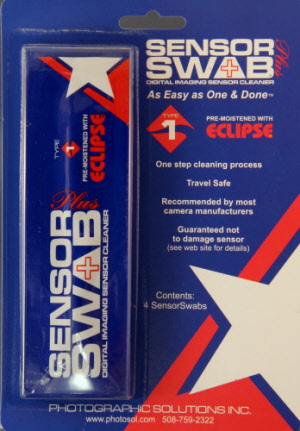 SENSOR Plus
SWAB
DIGITAL IMAGING SENSOR CLEANER
As Easy as One & Done™
TYPE 1 PRE-MOISTENED WITH
ECLIPSE
One step cleaning process
Travel Safe
Recommended by most
camera manufacturers
Guaranteed not
to damage sensor
(see web site for details)
Contents:
4 SensorSwabs
SENSOR Plus
SWAB
DIGITAL IMAGING SENSOR CLEANER
TYPE 1 PRE-MOISTENED WITH
ECLIPSE
PHOTOGRAPHIC SOLUTIONS INC.
www.photosol.com 508-759-2322